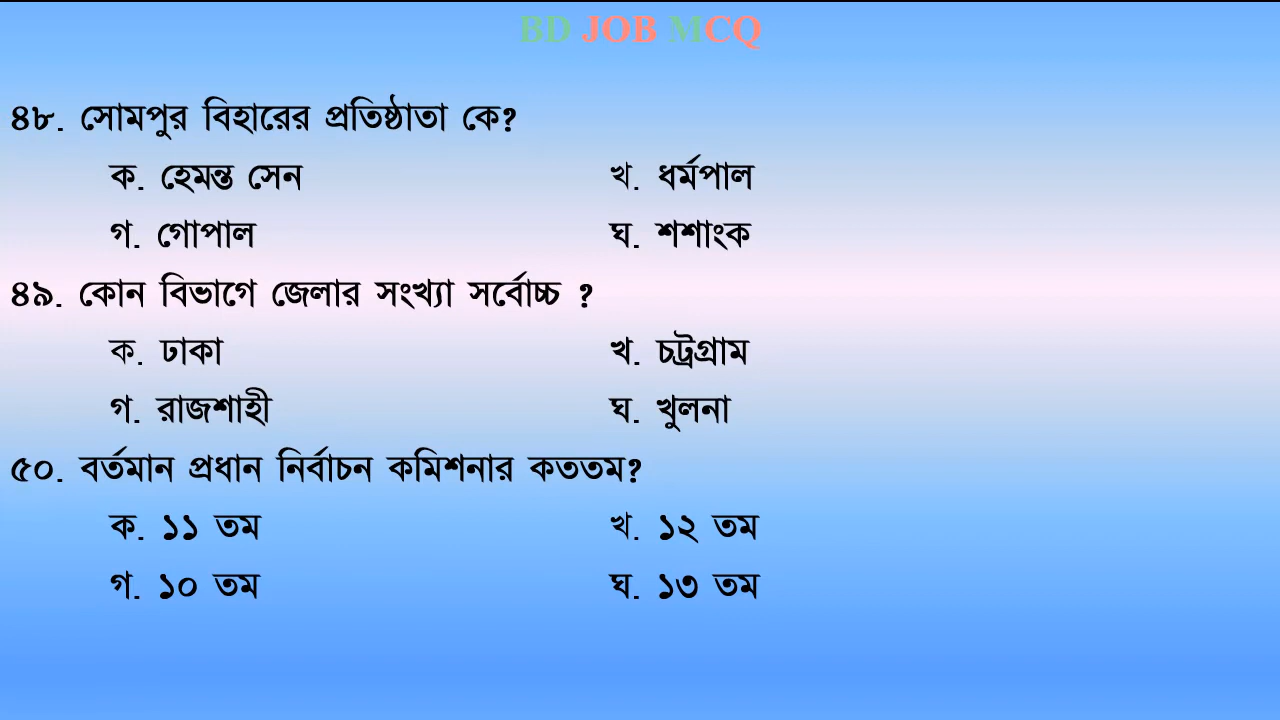 BD JOB MCQ
৪৮. সোমপুর বিহারের প্রতিষ্ঠাতা কে?
ক. হেমন্ত সেন খ. ধর্মপাল
গ. গোপাল ঘ. শশাংক
৪৯. কোন বিভাগে জেলার সংখ্যা সর্বোচ্চ ?
ক. ঢাকা খ. চট্রগ্রাম
গ. রাজশাহী ঘ. খুলনা
৫০. বর্তমান প্রধান নির্বাচন কমিশনার কততম?
ক. ১১ তম খ. ১২ তম
গ. ১০ তম ঘ. ১৩ তম